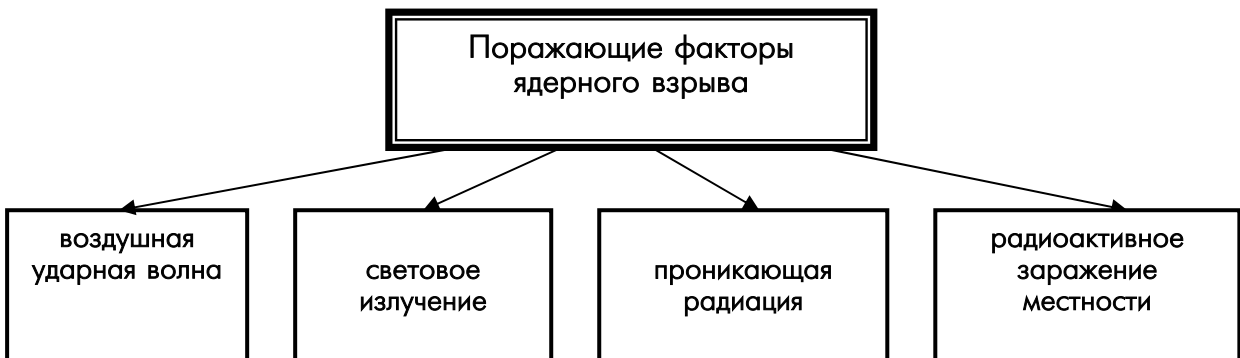 Поражающие факторы
ядерного взрыва
воздушная
ударная волна
световое
излучение
проникающая
радиация
радиоактивное
заражение
местности